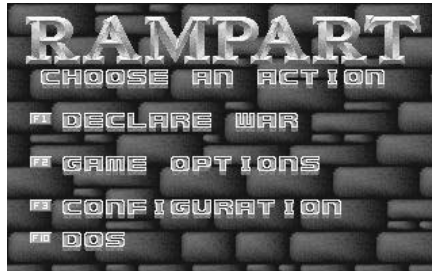 RAMPART
CHOOSE AN ACTION
F1 DECLARE WAR
F2 GAME OPTIONS
F3 CONFIGURATION
F10 DOS